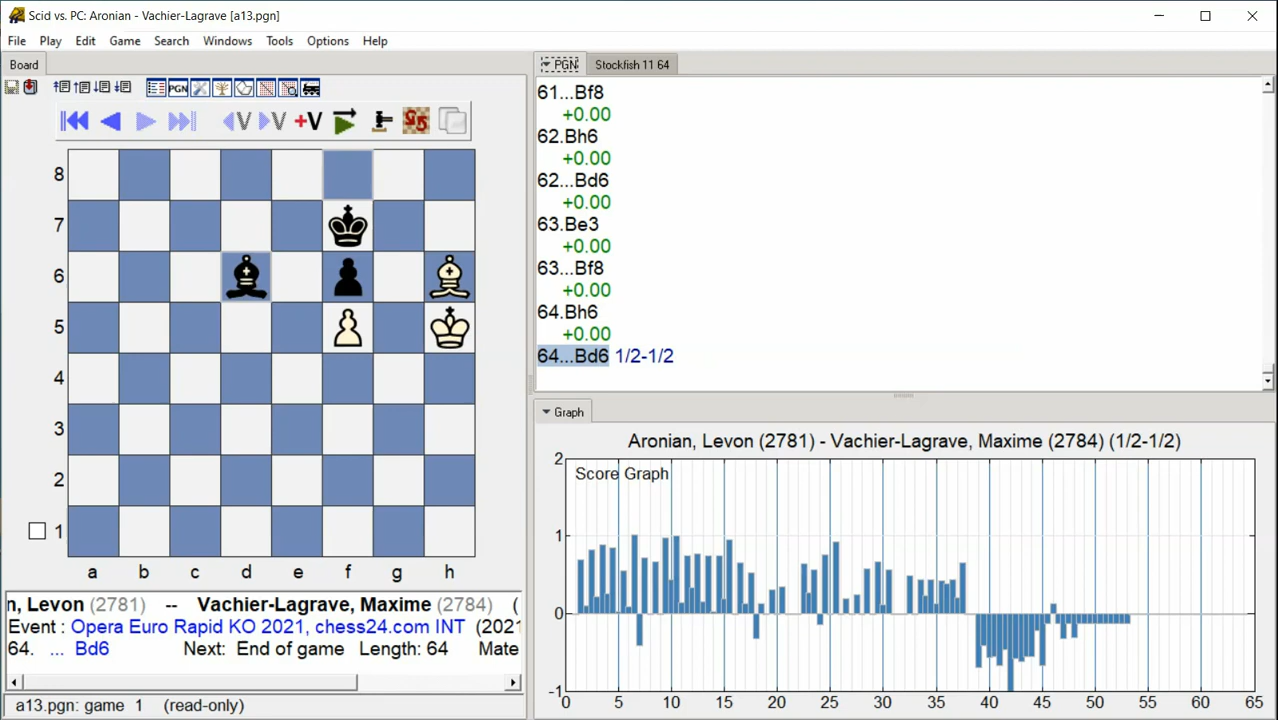 Scid vs. PC: Aronian - Vachier-Lagrave [a13.pgn]
File Play Edit Game Search Windows Tools Options Help
Board
PGN
V V +V
8
7
6
5
4
3
2
1
a b c d e f g h
n, Levon (2781) -- Vachier-Lagrave, Maxime (2784) (
Event : Opera Euro Rapid KO 2021, chess24.com INT (2021
64. ... Bd6 Next: End of game Length: 64 Mate
a13.pgn: game 1 (read-only)
PGN Stockfish 11 64
61...Bf8
+0.00
62.Bh6
+0.00
62...Bd6
+0.00
63.Be3
+0.00
63...Bf8
+0.00
64.Bh6
+0.00
64...Bd6 1/2-1/2
Graph
Aronian, Levon (2781) - Vachier-Lagrave, Maxime (2784) (1/2-1/2)
Score Graph
2
1
0
-1
0 5 10 15 20 25 30 35 40 45 50 55 60 65